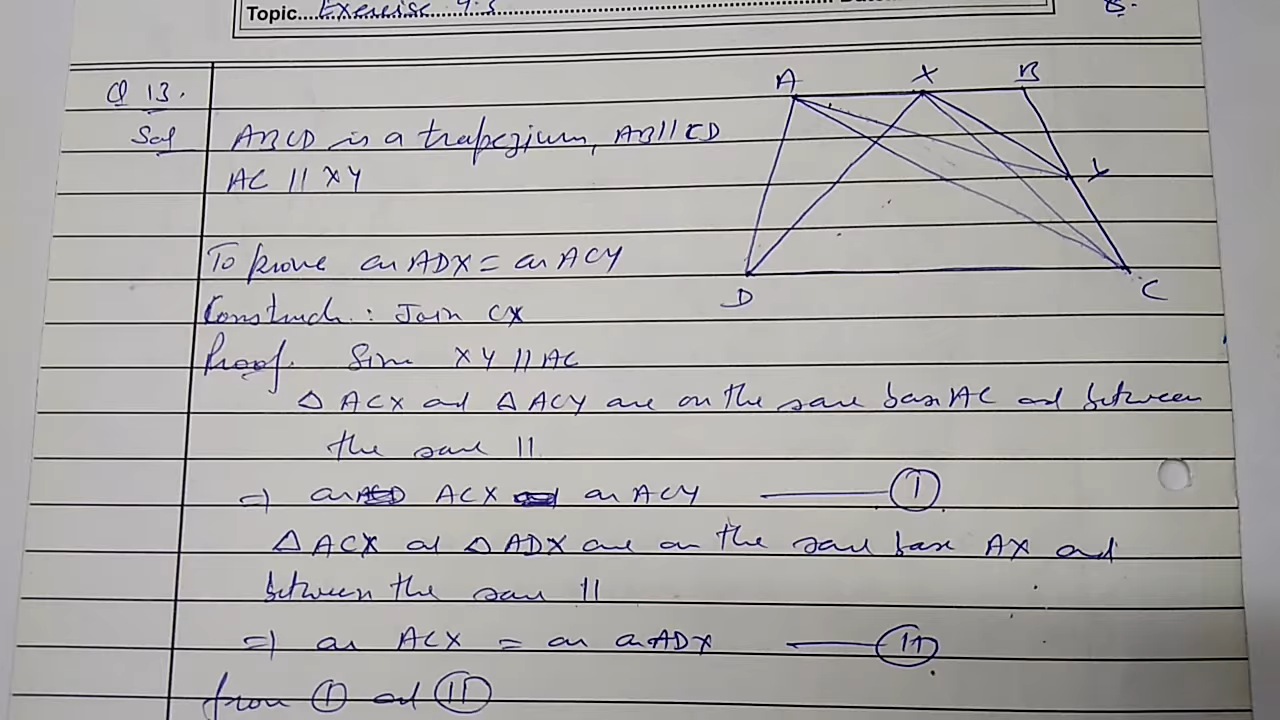 Topic....Exercise 9.3
8.
Q 13.
A X B
Sol ABCD is a trapezium, AB || CD
AC || XY
Y
To prove ar ADX = ar ACY
D C
Construct : Join CX
Proof. Sinc XY || AC
△ ACX and △ ACY are on the same base AC and between
the same ||
=) ar ACX ar ACY I
△ ACX and △ ADX are on the same base AX and
between the same ||
=) ar ACX = ar ar ADX II
from I and II